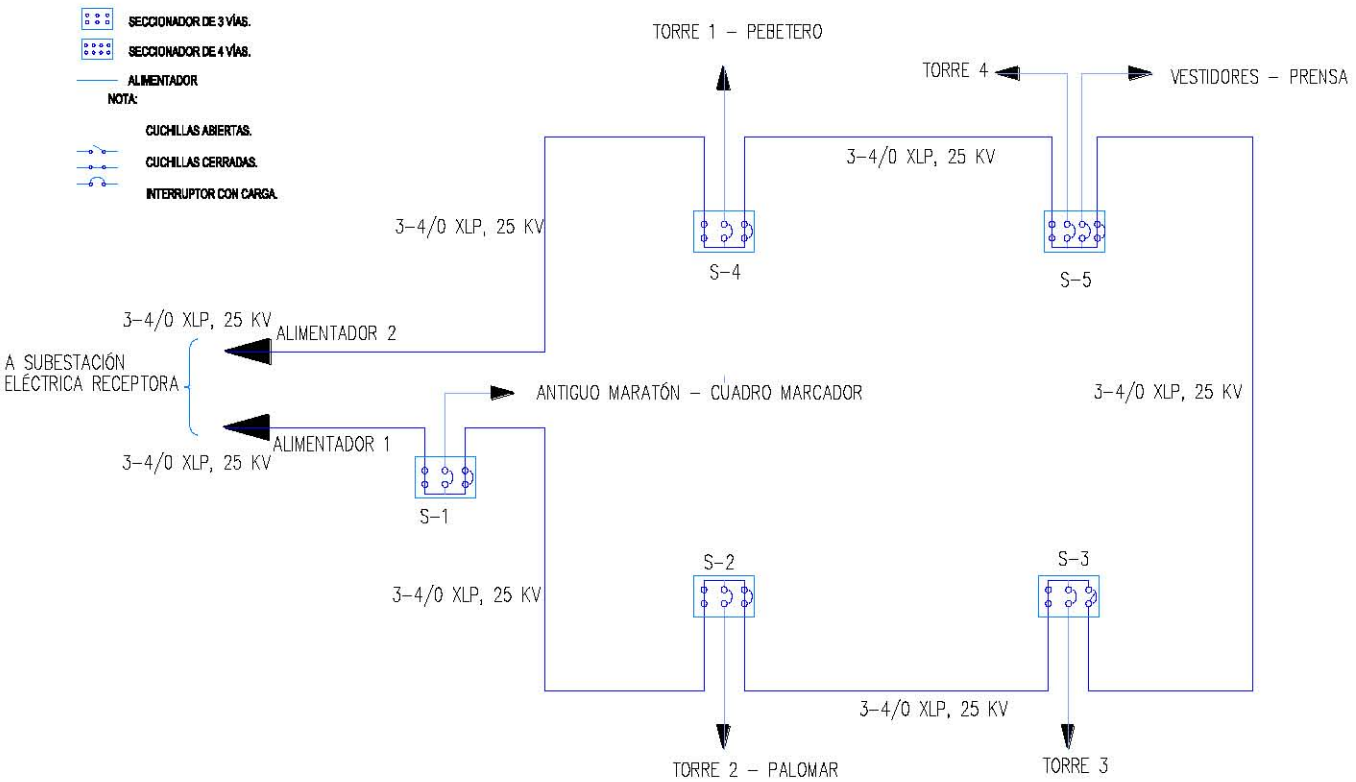 SECCIONADOR DE 3 VÍAS.
SECCIONADOR DE 4 VÍAS.
ALIMENTADOR
NOTA:
CUCHILLAS ABIERTAS.
CUCHILLAS CERRADAS.
INTERRUPTOR CON CARGA.
TORRE 1 – PEBETERO
TORRE 4
VESTIDORES – PRENSA
3-4/0 XLP, 25 KV
3-4/0 XLP, 25 KV
S-4
S-5
3-4/0 XLP, 25 KV
ALIMENTADOR 2
A SUBESTACIÓN
ELÉCTRICA RECEPTORA
ANTIGUO MARATÓN – CUADRO MARCADOR
3-4/0 XLP, 25 KV
ALIMENTADOR 1
3-4/0 XLP, 25 KV
S-1
S-2
S-3
3-4/0 XLP, 25 KV
3-4/0 XLP, 25 KV
TORRE 2 – PALOMAR
TORRE 3